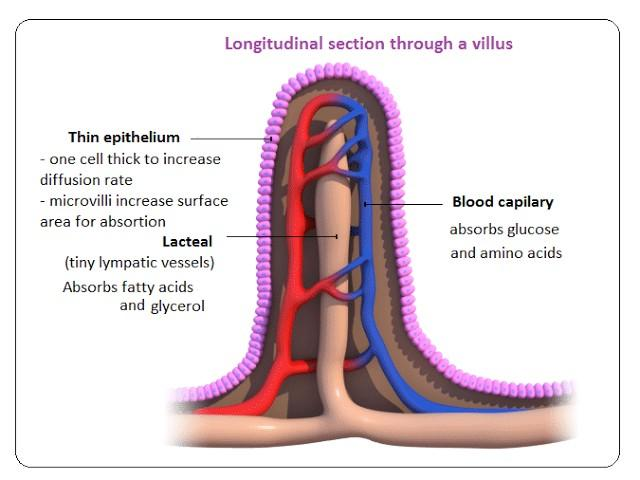 Longitudinal section through a villus
Thin epithelium
- one cell thick to increase
diffusion rate
- microvilli increase surface
area for absortion
Lacteal
(tiny lympatic vessels)
Absorbs fatty acids
and glycerol
Blood capilary
absorbs glucose
and amino acids